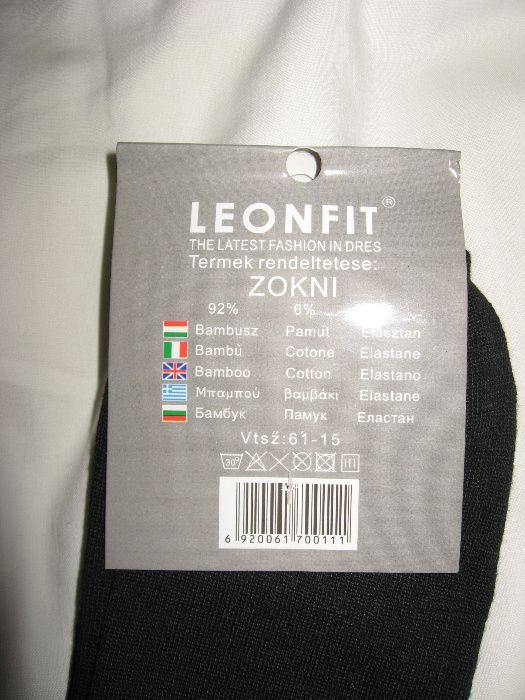 LEONFIT®
THE LATEST FASHION IN DRES
Termek rendeltetese:
ZOKNI
92% 6%
Bambusz Pamut Elasztan
Bambù Cotone Elastane
Bamboo Cotton Elastano
Μπαμπού βαμβάκι Elastane
Бамбук Памук Еластан
Vtsž:61-15
30°
6 920061 700111